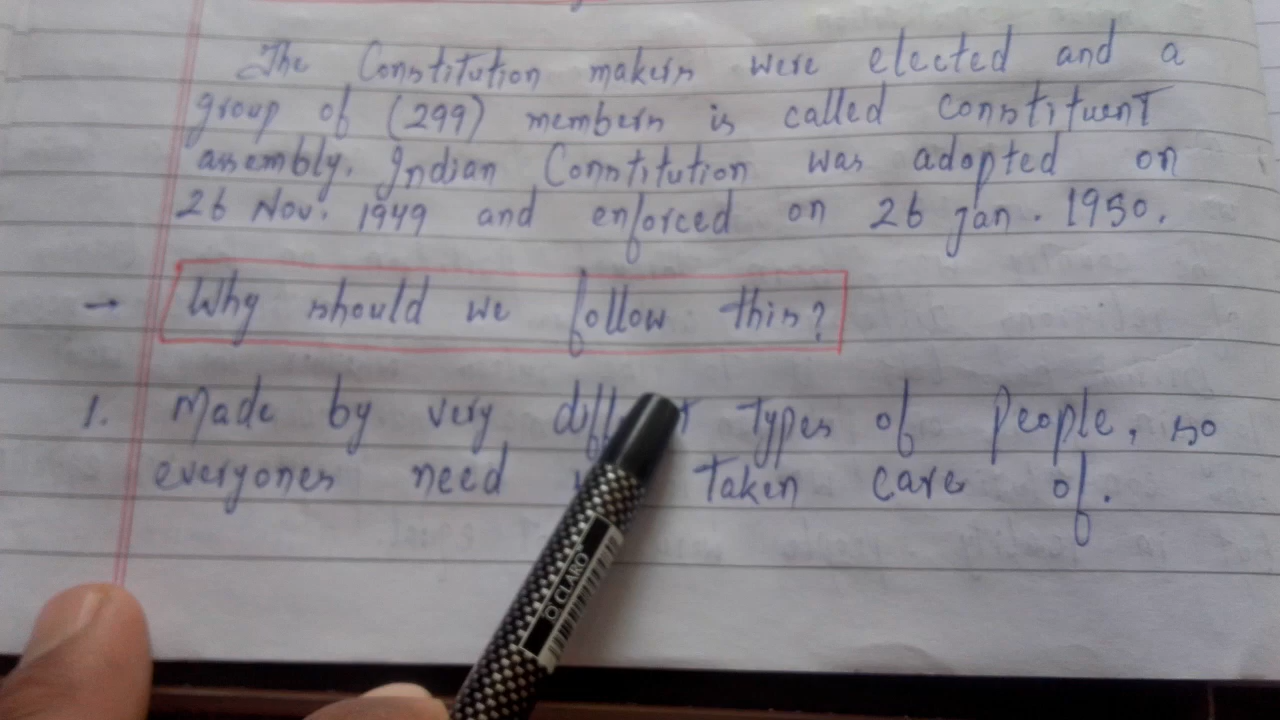 The Constitution makers were elected and a
group of (299) members is called constituent
assembly. Indian Constitution was adopted on
26 Nov. 1949 and enforced on 26 Jan. 1950.
→ Why should we follow this?
1. Made by very types of People, so
everyones need taken care of.
O CLARO